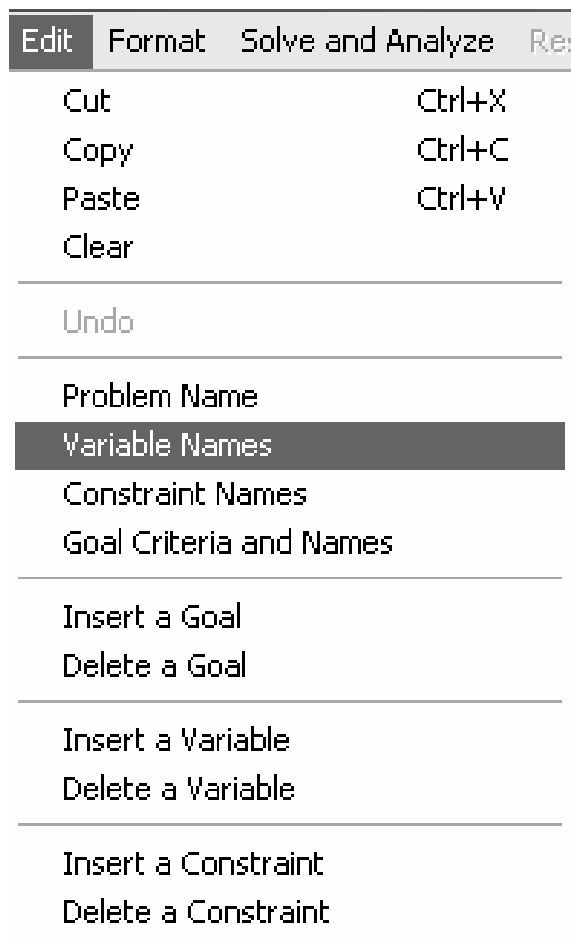 Edit Format Solve and Analyze
Cut Ctrl+X
Copy Ctrl+C
Paste Ctrl+V
Clear
Undo
Problem Name
Variable Names
Constraint Names
Goal Criteria and Names
Insert a Goal
Delete a Goal
Insert a Variable
Delete a Variable
Insert a Constraint
Delete a Constraint